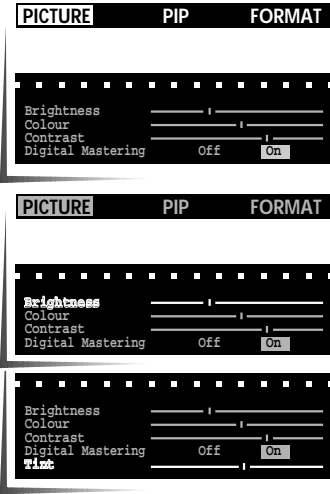 PICTURE PIP FORMAT
Brightness
Colour
Contrast
Digital Mastering Off On
PICTURE PIP FORMAT
Brightness
Colour
Contrast
Digital Mastering Off On
Brightness
Colour
Contrast
Digital Mastering Off On
Tint